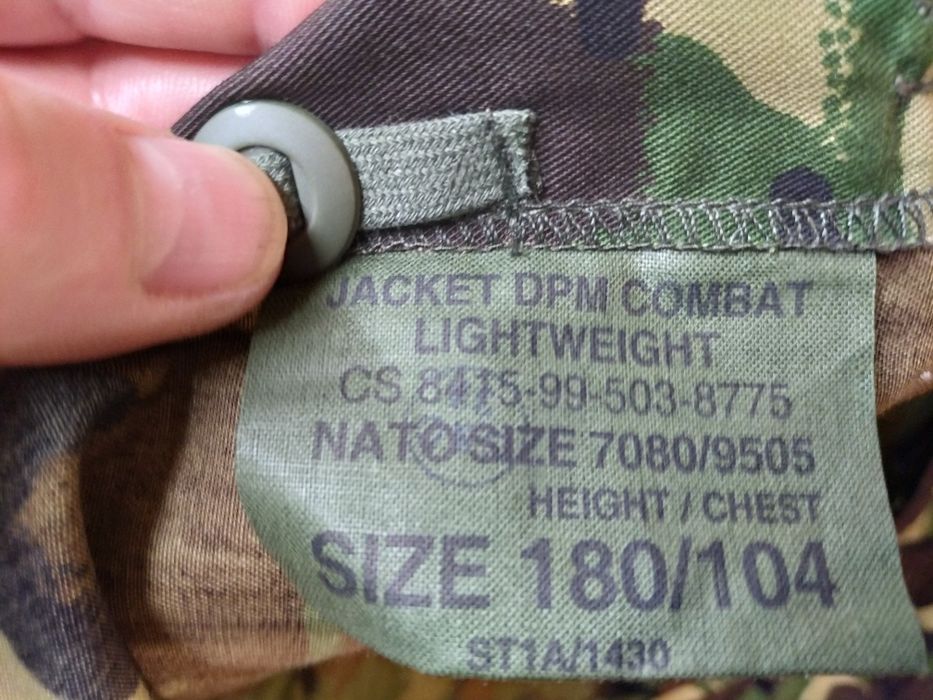 JACKET DPM COMBAT
LIGHTWEIGHT
CS 8415-99-503-8775
NATO SIZE 7080/9505
HEIGHT / CHEST
SIZE 180/104
ST1A/1430